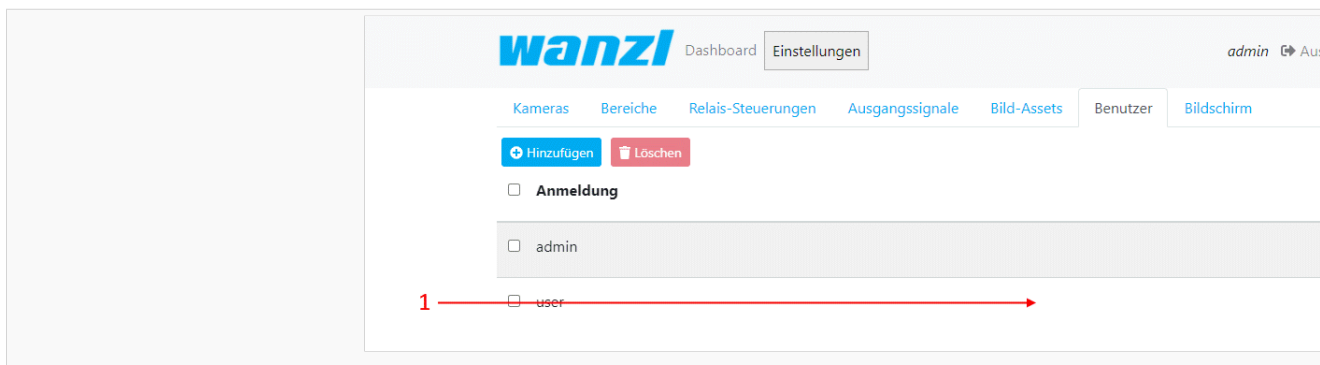 wanzl Dashboard Einstellungen admin Aus
Kameras Bereiche Relais-Steuerungen Ausgangssignale Bild-Assets Benutzer Bildschirm
Hinzufügen Löschen
Anmeldung
admin
1 user